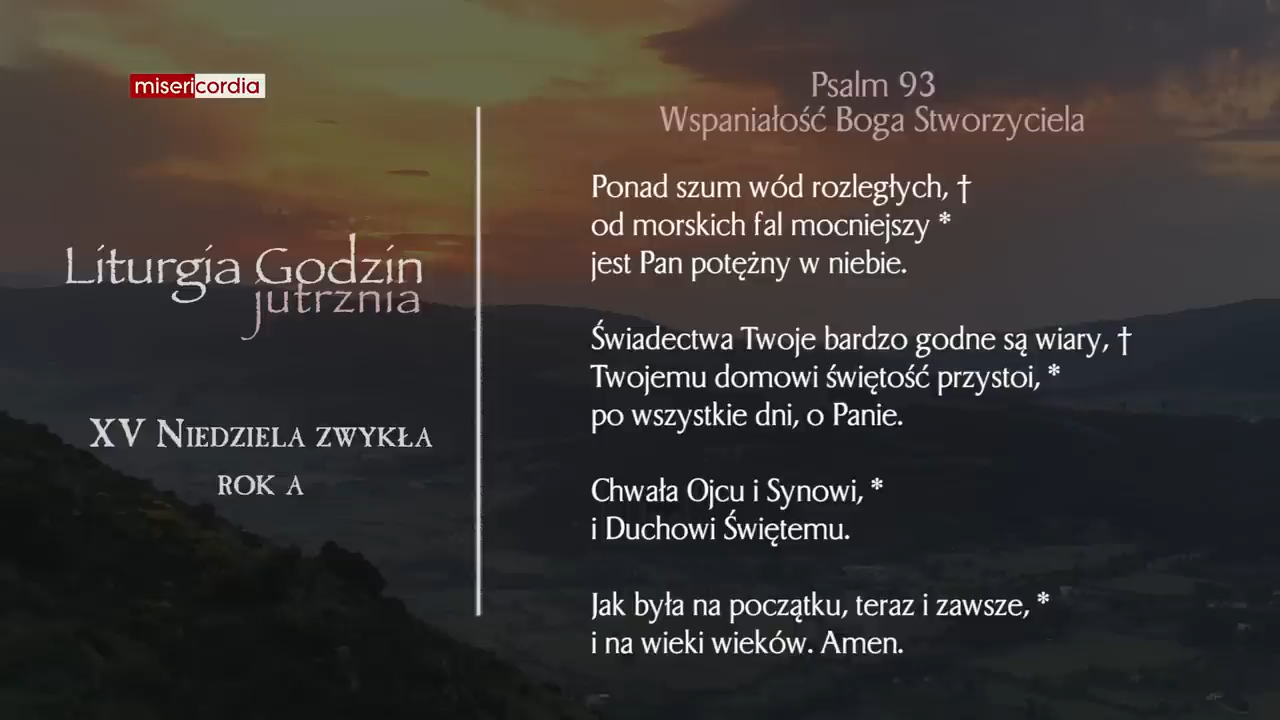 misericordia
Liturgia Godzin
jutrznia
XV Niedziela zwykła
rok a
Psalm 93
Wspaniałość Boga Stworzyciela
Ponad szum wód rozległych, †
od morskich fal mocniejszy *
jest Pan potężny w niebie.
Świadectwa Twoje bardzo godne są wiary, †
Twojemu domowi świętość przystoi, *
po wszystkie dni, o Panie.
Chwała Ojcu i Synowi, *
i Duchowi Świętemu.
Jak była na początku, teraz i zawsze, *
i na wieki wieków. Amen.